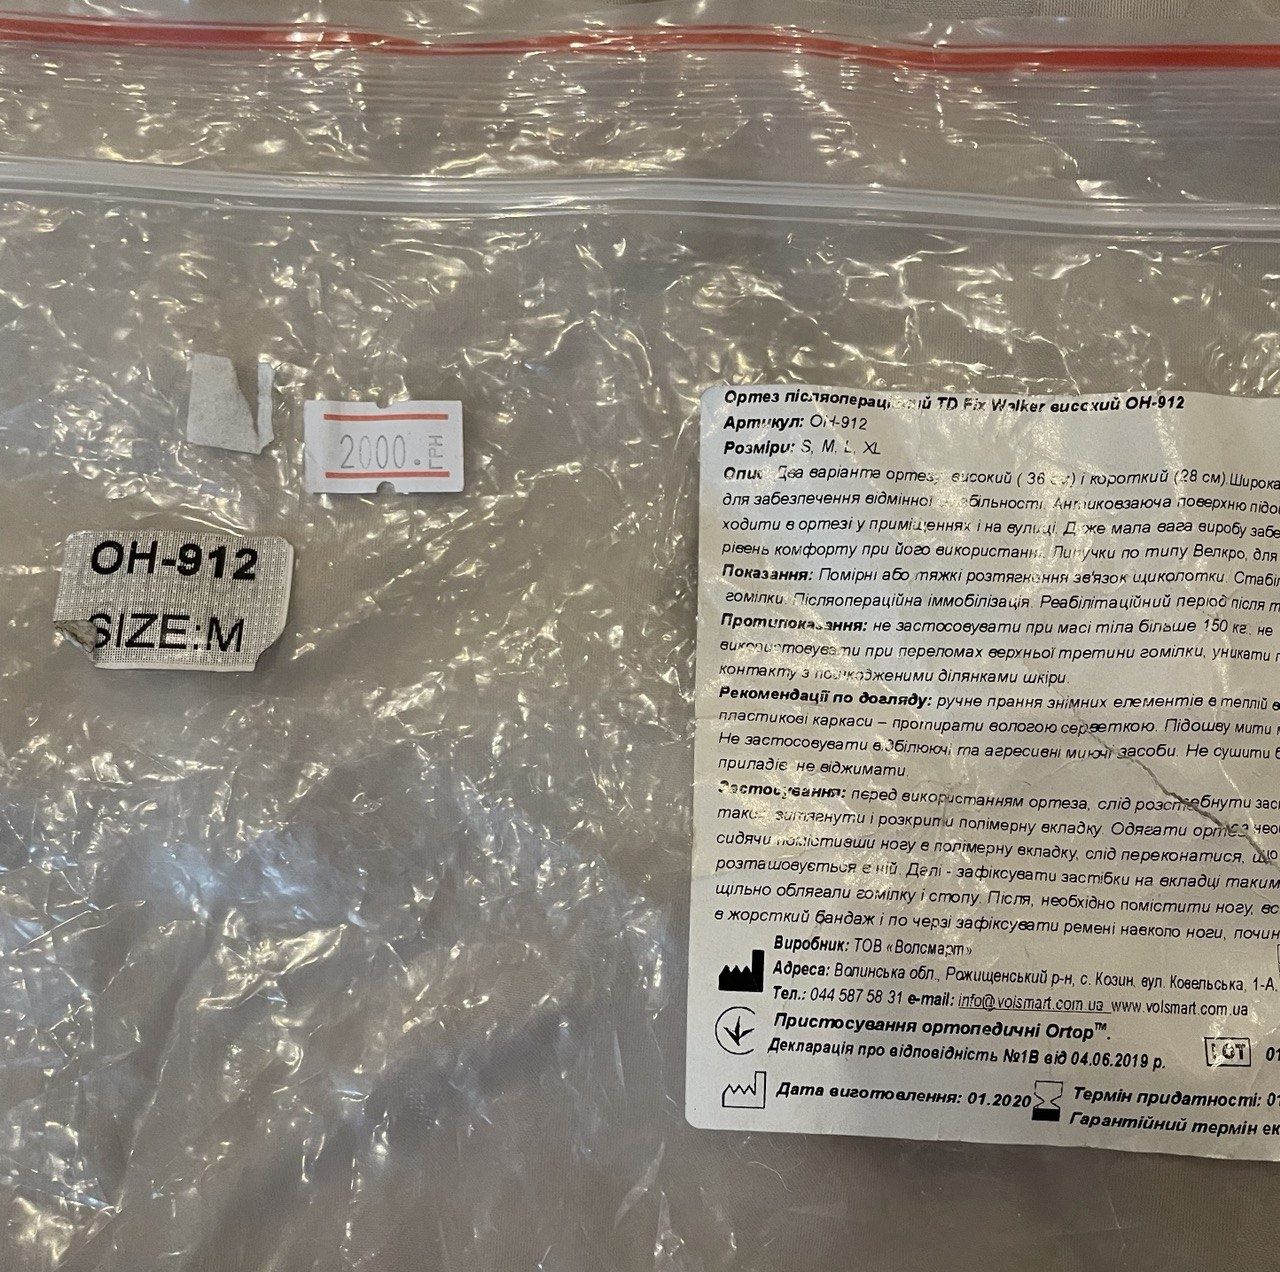 2000. ГРН
OH-912
SIZE:M
Ортез післяопераційний TD Fix Walker високий ОН-912
Артикул: ОН-912
Розміри: S, M, L, XL
Опис: Два варіанта ортезу високий ( 36 см) і короткий (28 см).Широка
для забезпечення відмінної стабільності. Антиковзаюча поверхню
ходити в ортезі у приміщеннях і на вулиці. Дуже мала вага виробу
рівень комфорту при його використанні. Липучки по типу Велкро, для
Показання: Помірні або тяжкі розтягнення зв'язок щиколотки.
гомілки. Післяопераційна іммобілізація. Реабілітаційний період після
Протипоказання: не застосовувати при масі тіла більше 150 кг., не
використовувати при переломах верхньої третини гомілки, уникати
контакту з пошкодженими ділянками шкіри.
Рекомендації по догляду: ручне прання знімних елементів в теплій
пластикові каркаси – протирати вологою серветкою. Підошву мити
Не застосовувати відбілюючі та агресивні миючі засоби. Не сушити
приладів, не віджимати.
Застосування: перед використанням ортеза, слід розстебнути
витягнути і розкрити полімерну вкладку. Одягати ортез
сидячи помістивши ногу в полімерну вкладку, слід переконатися, що
розташовується в ній. Далі - зафіксувати застібки на вкладці таким
щільно облягали гомілку і стопу. Після, необхідно помістити ногу,
в жорсткий бандаж і по черзі зафіксувати ремені навколо ноги,
Виробник: ТОВ «Волсмарт»
Адреса: Волинська обл., Рожищенський р-н, с. Козин, вул. Ковельська, 1-А,
Тел.: 044 587 58 31 e-mail: info@volsmart.com.ua www.volsmart.com.ua
Пристосування ортопедичні Ortop™.
Декларація про відповідність №1В від 04.06.2019 р.
LOT 01
Дата виготовлення: 01.2020
Термін придатності: 01
Гарантійний термін